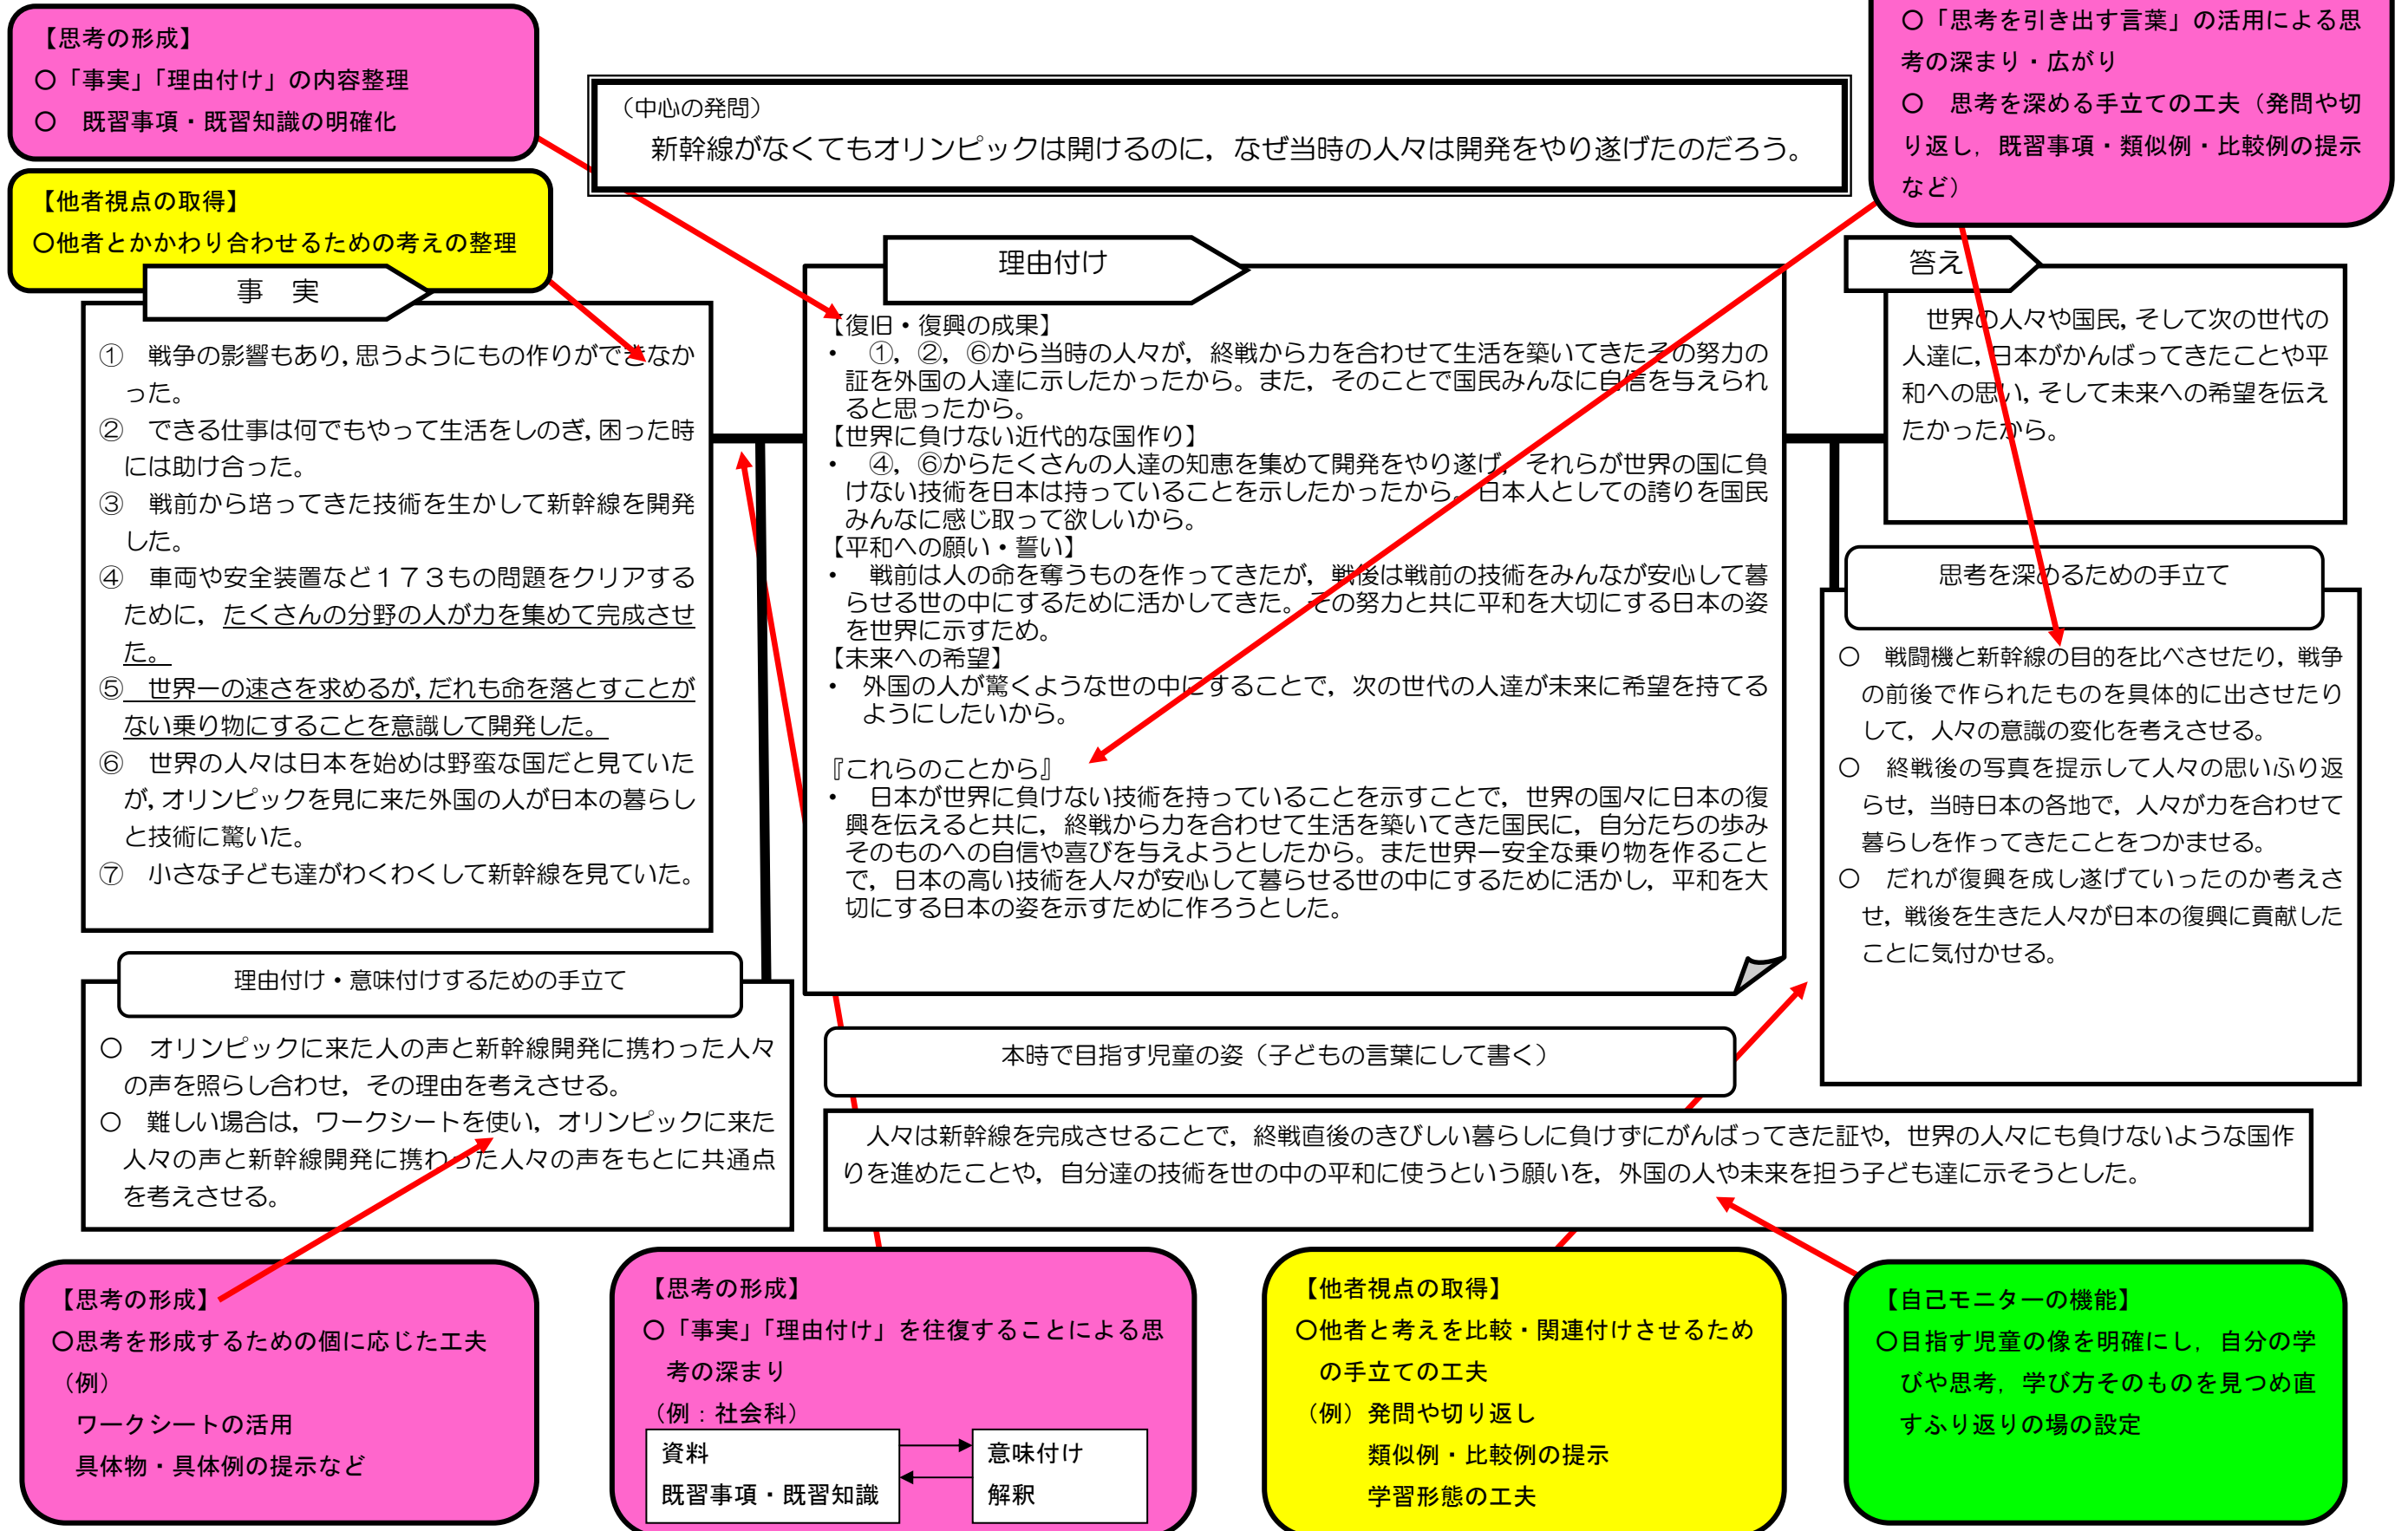 【思考の形成】
〇「事実」「理由付け」の内容整理
〇　既習事項・既習知識の明確化
〇「思考を引き出す言葉」の活用による思
考の深まり・広がり
〇　思考を深める手立ての工夫（発問や切
り返し，既習事項・類似例・比較例の提示
など）
（中心の発問）
新幹線がなくてもオリンピックは開けるのに，なぜ当時の人々は開発をやり遂げたのだろう。
【他者視点の取得】
〇他者とかかわり合わせるための考えの整理
事　実
①　戦争の影響もあり，思うようにもの作りができなか
った。
②　できる仕事は何でもやって生活をしのぎ，困った時
には助け合った。
③　戦前から培ってきた技術を生かして新幹線を開発
した。
④　車両や安全装置など１７３もの問題をクリアする
ために，たくさんの分野の人が力を集めて完成させ
た。
⑤　世界一の速さを求めるが，だれも命を落とすことが
ない乗り物にすることを意識して開発した。
⑥　世界の人々は日本を始めは野蛮な国だと見ていた
が，オリンピックを見に来た外国の人が日本の暮らし
と技術に驚いた。
⑦　小さな子ども達がわくわくして新幹線を見ていた。
理由付け
【復旧・復興の成果】
・　①，②，⑥から当時の人々が，終戦から力を合わせて生活を築いてきたその努力の
証を外国の人達に示したかったから。また，そのことで国民みんなに自信を与えられ
ると思ったから。
【世界に負けない近代的な国作り】
・　④，⑥からたくさんの人達の知恵を集めて開発をやり遂げ，それらが世界の国に負
けない技術を日本は持っていることを示したかったから。日本人としての誇りを国民
みんなに感じ取って欲しいから。
【平和への願い・誓い】
・　戦前は人の命を奪うものを作ってきたが，戦後は戦前の技術をみんなが安心して暮
らせる世の中にするために活かしてきた。その努力と共に平和を大切にする日本の姿
を世界に示すため。
【未来への希望】
・　外国の人が驚くような世の中にすることで，次の世代の人達が未来に希望を持てる
ようにしたいから。
『これらのことから』
・　日本が世界に負けない技術を持っていることを示すことで，世界の国々に日本の復
興を伝えると共に，終戦から力を合わせて生活を築いてきた国民に，自分たちの歩み
そのものへの自信や喜びを与えようとしたから。また世界一安全な乗り物を作ること
で，日本の高い技術を人々が安心して暮らせる世の中にするために活かし，平和を大
切にする日本の姿を示すために作ろうとした。
答え
世界の人々や国民，そして次の世代の
人達に，日本がかんばってきたことや平
和への思い，そして未来への希望を伝え
たかったから。
思考を深めるための手立て
〇　戦闘機と新幹線の目的を比べさせたり，戦争
の前後で作られたものを具体的に出させたり
して，人々の意識の変化を考えさせる。
〇　終戦後の写真を提示して人々の思いふり返
らせ，当時日本の各地で，人々が力を合わせて
暮らしを作ってきたことをつかませる。
〇　だれが復興を成し遂げていったのか考えさ
せ，戦後を生きた人々が日本の復興に貢献した
ことに気付かせる。
理由付け・意味付けするための手立て
〇　オリンピックに来た人の声と新幹線開発に携わった人々
の声を照らし合わせ，その理由を考えさせる。
〇　難しい場合は，ワークシートを使い，オリンピックに来た
人々の声と新幹線開発に携わった人々の声をもとに共通点
を考えさせる。
本時で目指す児童の姿（子どもの言葉にして書く）
人々は新幹線を完成させることで，終戦直後のきびしい暮らしに負けずにがんばってきた証や，世界の人々にも負けないような国作
りを進めたことや，自分達の技術を世の中の平和に使うという願いを，外国の人や未来を担う子ども達に示そうとした。
【思考の形成】
〇思考を形成するための個に応じた工夫
（例）
ワークシートの活用
具体物・具体例の提示など
【思考の形成】
〇「事実」「理由付け」を往復することによる思
考の深まり
（例：社会科）
資料
既習事項・既習知識
意味付け
解釈
【他者視点の取得】
〇他者と考えを比較・関連付けさせるため
の手立ての工夫
（例）発問や切り返し
類似例・比較例の提示
学習形態の工夫
【自己モニターの機能】
〇目指す児童の像を明確にし，自分の学
びや思考，学び方そのものを見つめ直
すふり返りの場の設定